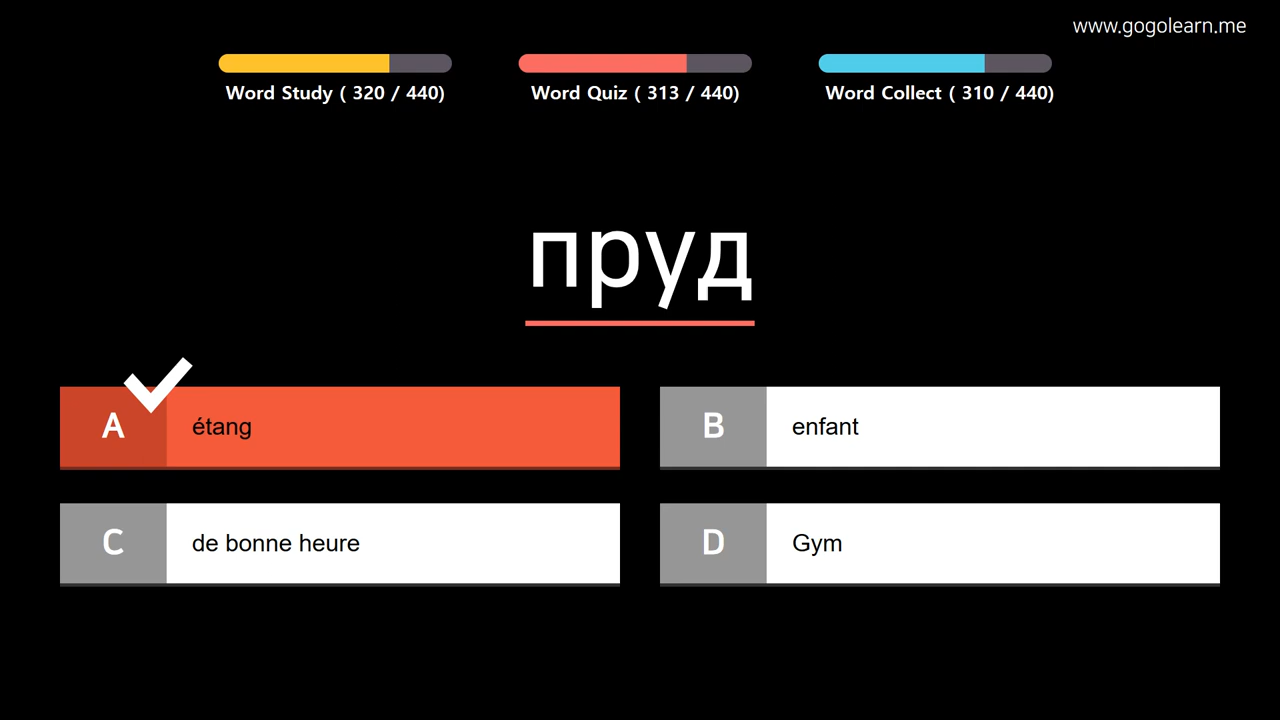 www.gogolearn.me
Word Study ( 320 / 440)
Word Quiz ( 313 / 440)
Word Collect ( 310 / 440)
пруд
A étang
B enfant
C de bonne heure
D Gym